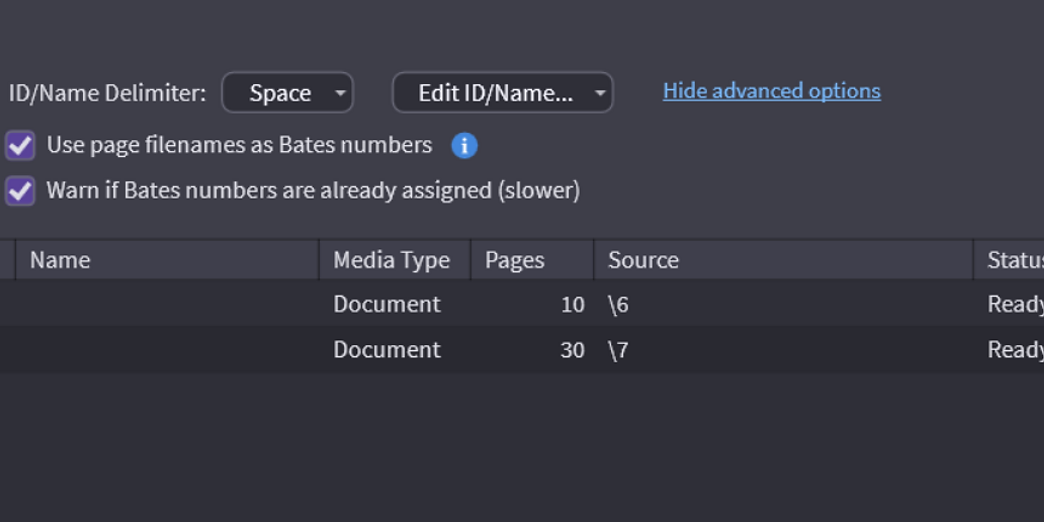 ID/Name Delimiter: Space Edit ID/Name... Hide advanced options
Use page filenames as Bates numbers i
Warn if Bates numbers are already assigned (slower)
Name Media Type Pages Source Status
Document 10 \6 Ready
Document 30 \7 Ready